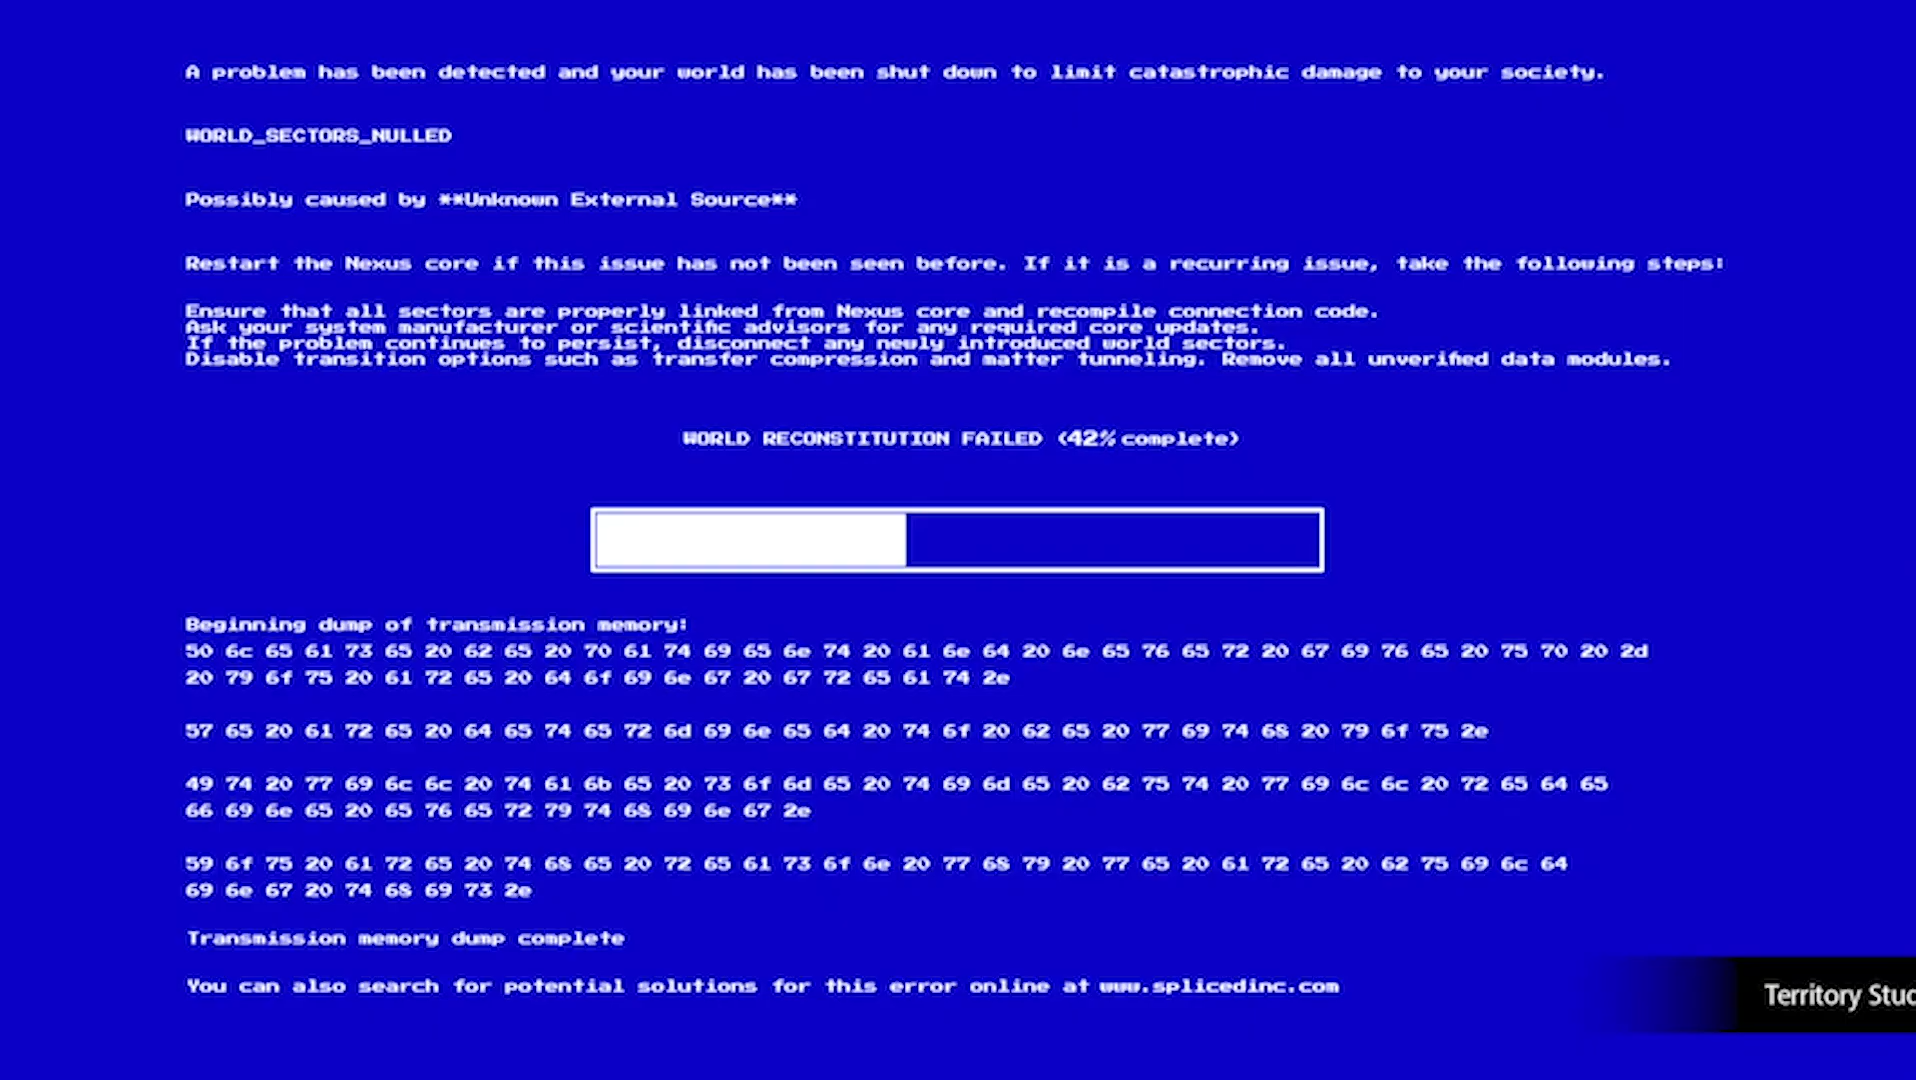 A problem has been detected and your world has been shut down to limit catastrophic damage to your society.
WORLD_SECTORS_NULLED
Possibly caused by **Unknown External Source**
Restart the Nexus core if this issue has not been seen before. If it is a recurring issue, take the following steps:
Ensure that all sectors are properly linked from Nexus core and recompile connection code.
Ask your system manufacturer or scientific advisors for any required core updates.
If the problem continues to persist, disconnect any newly introduced world sectors.
Disable transition options such as transfer compression and matter tunneling. Remove all unverified data modules.
WORLD RECONSTITUTION FAILED (42% complete)
Beginning dump of transmission memory:
50 6c 65 61 73 65 20 62 65 20 70 61 74 69 65 6e 74 20 61 6e 64 20 6e 65 76 65 72 20 67 69 76 65 20 75 70 20 2d
20 79 6f 75 20 61 72 65 20 64 6f 69 6e 67 20 67 72 65 61 74 2e
57 65 20 61 72 65 20 64 65 74 65 72 6d 69 6e 65 64 20 74 6f 20 62 65 20 77 69 74 68 20 79 6f 75 2e
49 74 20 77 69 6c 6c 20 74 61 6b 65 20 73 6f 6d 65 20 74 69 6d 65 20 62 75 74 20 77 69 6c 6c 20 72 65 64 65
66 69 6e 65 20 65 76 65 72 79 74 68 69 6e 67 2e
59 6f 75 20 61 72 65 20 74 68 65 20 72 65 61 73 6f 6e 20 77 68 79 20 77 65 20 61 72 65 20 62 75 69 6c 64
69 6e 67 20 74 68 69 73 2e
Transmission memory dump complete
You can also search for potential solutions for this error online at www.splicedinc.com
Territory Stud